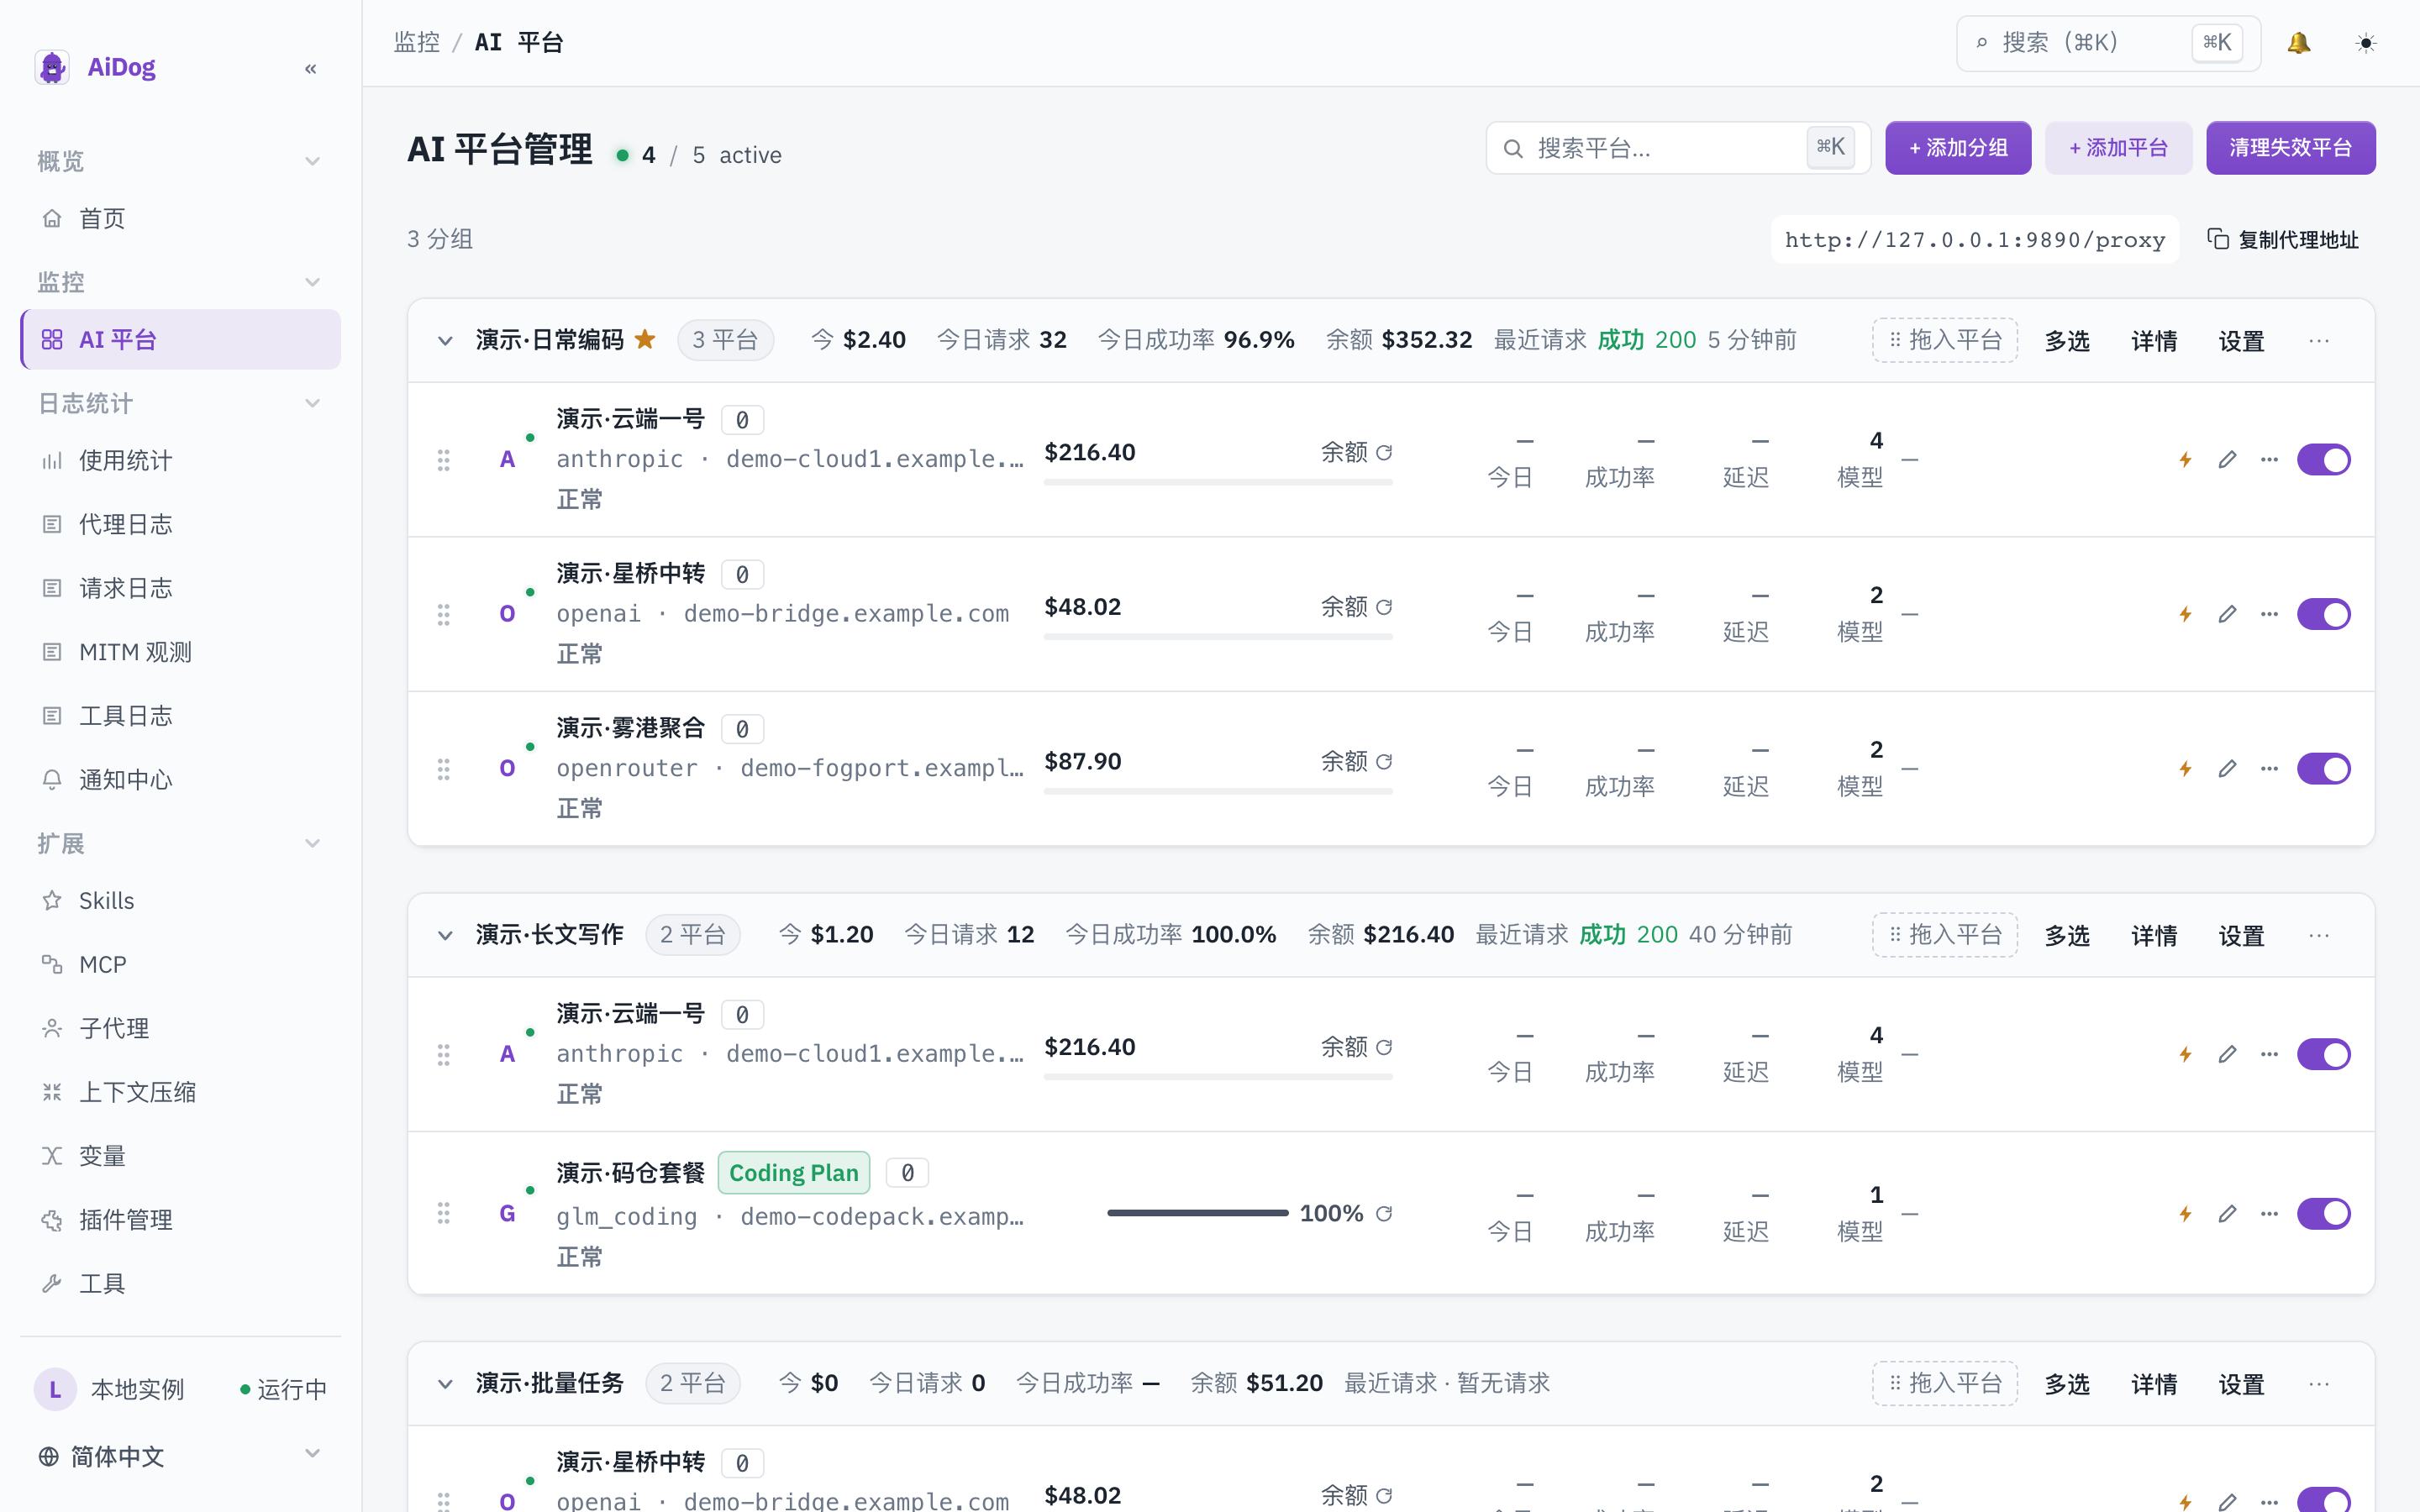 AiDog «
概览
首页
监控
AI 平台
日志统计
使用统计
代理日志
请求日志
MITM 观测
工具日志
通知中心
扩展
Skills
MCP
子代理
上下文压缩
变量
插件管理
工具
L 本地实例 运行中
简体中文
监控 / AI 平台
搜索（⌘K） ⌘K
AI 平台管理 4 / 5 active
搜索平台... ⌘K
+ 添加分组
+ 添加平台
清理失效平台
3 分组
http://127.0.0.1:9890/proxy 复制代理地址
演示·日常编码 3 平台 今 $2.40 今日请求 32 今日成功率 96.9% 余额 $352.32 最近请求 成功 200 5 分钟前 拖入平台 多选 详情 设置 ···
演示·云端一号 0
A anthropic · demo-cloud1.example.…
正常
$216.40 余额
— — — 4 —
今日 成功率 延迟 模型
演示·星桥中转 0
O openai · demo-bridge.example.com
正常
$48.02 余额
— — — 2 —
今日 成功率 延迟 模型
演示·雾港聚合 0
O openrouter · demo-fogport.exampl…
正常
$87.90 余额
— — — 2 —
今日 成功率 延迟 模型
演示·长文写作 2 平台 今 $1.20 今日请求 12 今日成功率 100.0% 余额 $216.40 最近请求 成功 200 40 分钟前 拖入平台 多选 详情 设置 ···
演示·云端一号 0
A anthropic · demo-cloud1.example.…
正常
$216.40 余额
— — — 4 —
今日 成功率 延迟 模型
演示·码仓套餐 Coding Plan 0
G glm_coding · demo-codepack.examp…
正常
100%
— — — 1 —
今日 成功率 延迟 模型
演示·批量任务 2 平台 今 $0 今日请求 0 今日成功率 — 余额 $51.20 最近请求 · 暂无请求 拖入平台 多选 详情 设置 ···
演示·星桥中转 0
O openai · demo-bridge.example.com
$48.02 余额
— — — 2 —